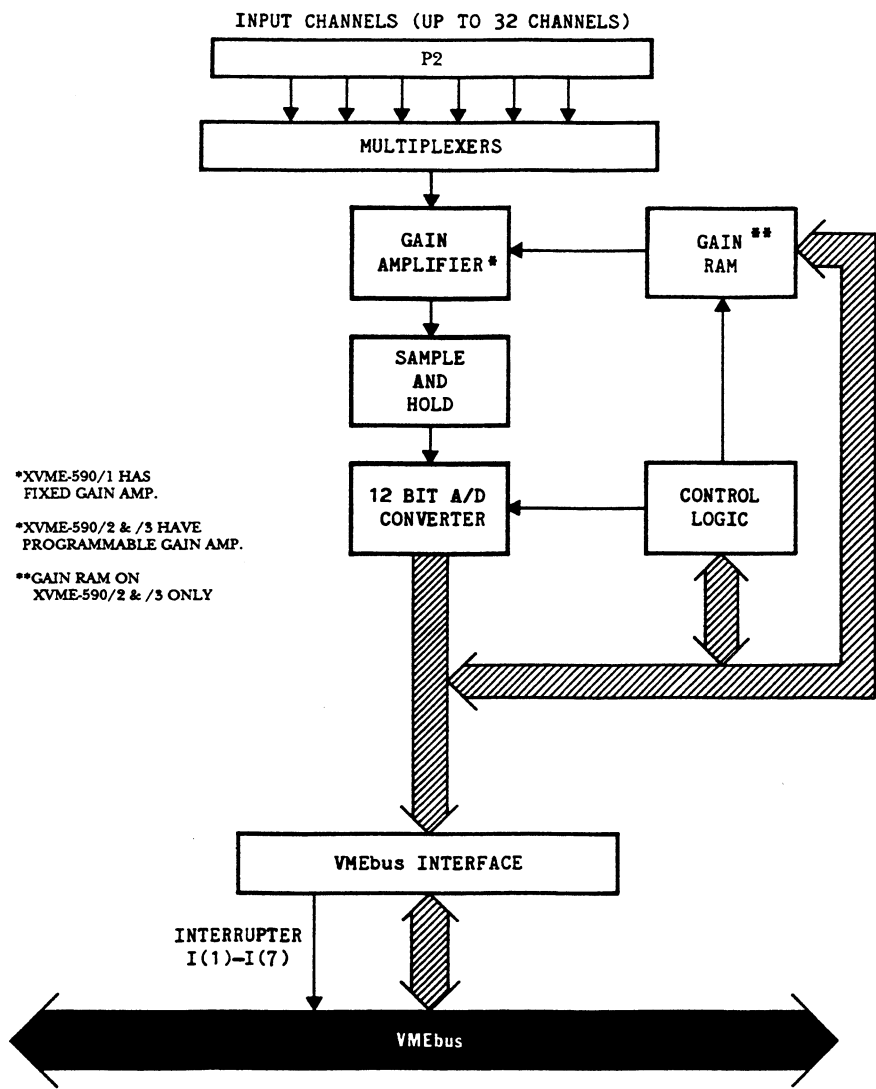 INPUT CHANNELS (UP TO 32 CHANNELS)
P2
MULTIPLEXERS
GAIN
AMPLIFIER*
GAIN **
RAM
SAMPLE
AND
HOLD
*XVME-590/1 HAS
FIXED GAIN AMP.
*XVME-590/2 & /3 HAVE
PROGRAMMABLE GAIN AMP.
**GAIN RAM ON
XVME-590/2 & /3 ONLY
12 BIT A/D
CONVERTER
CONTROL
LOGIC
VMEbus INTERFACE
INTERRUPTER
I(1)–I(7)
VMEbus